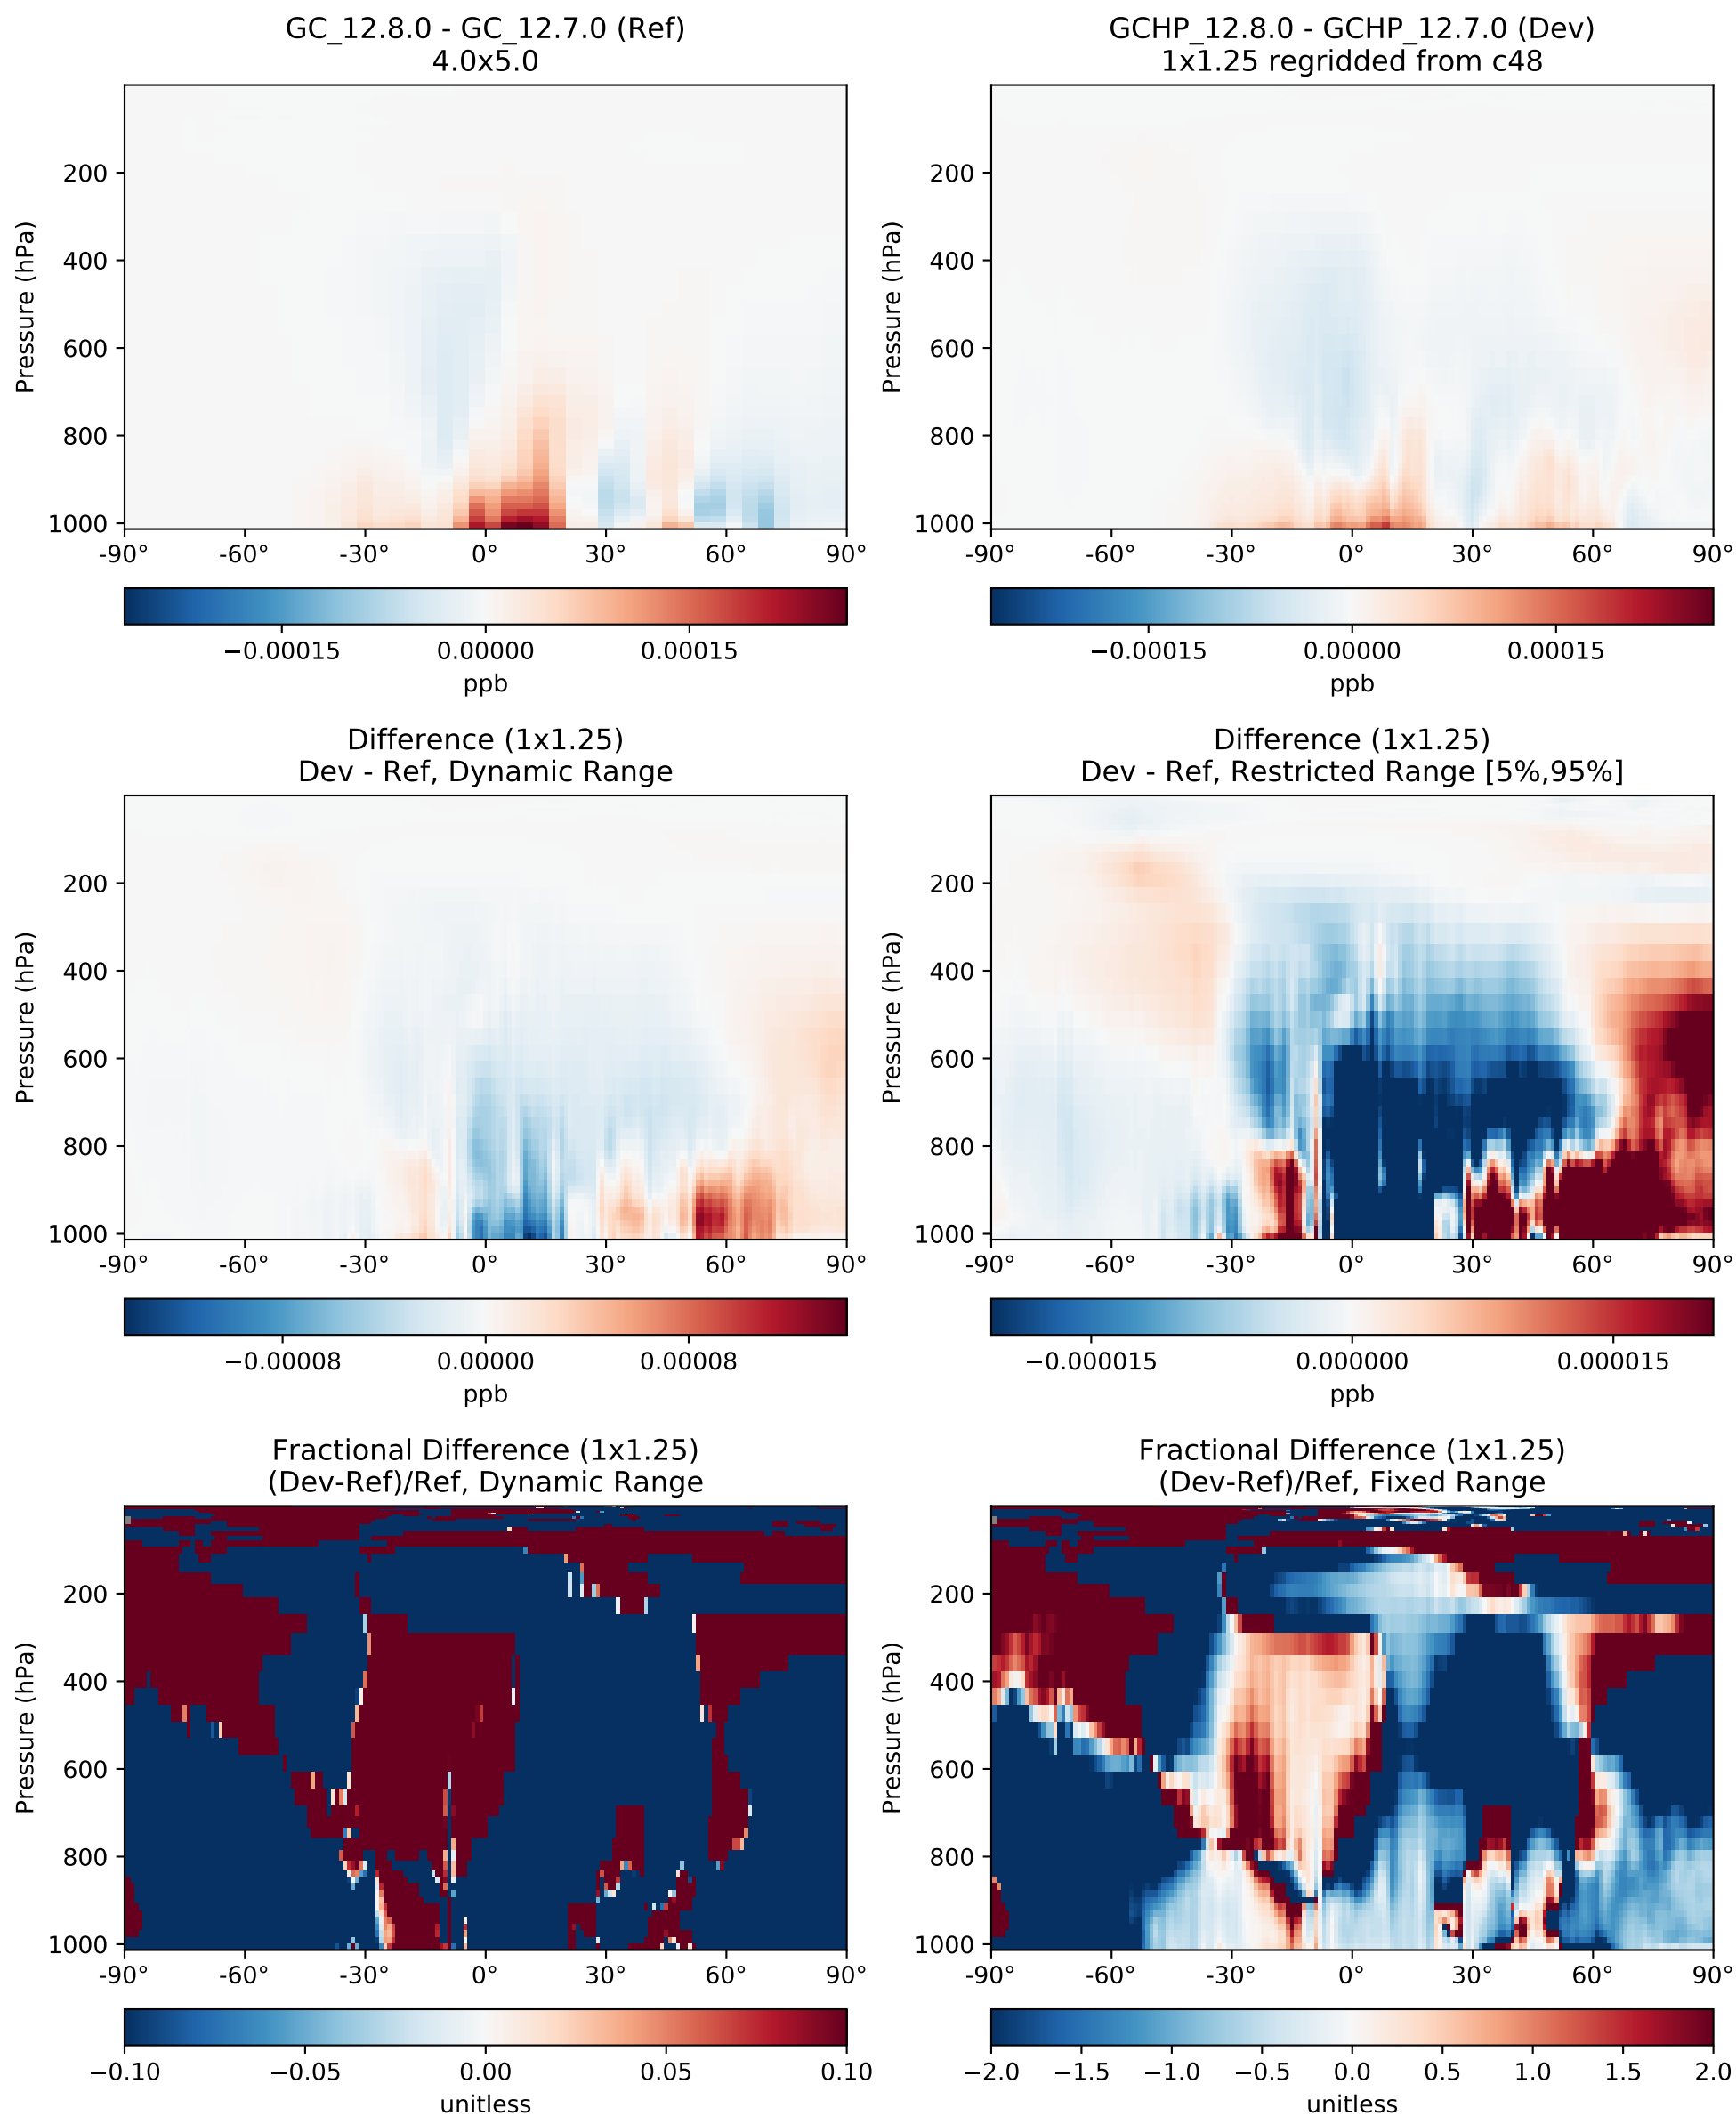 GC_12.8.0 - GC_12.7.0 (Ref)
4.0x5.0
Pressure (hPa)
200
400
600
800
1000
-90° -60° -30° 0° 30° 60° 90°
−0.00015 0.00000 0.00015
ppb
GCHP_12.8.0 - GCHP_12.7.0 (Dev)
1x1.25 regridded from c48
Pressure (hPa)
200
400
600
800
1000
-90° -60° -30° 0° 30° 60° 90°
−0.00015 0.00000 0.00015
ppb
Difference (1x1.25)
Dev - Ref, Dynamic Range
Pressure (hPa)
200
400
600
800
1000
-90° -60° -30° 0° 30° 60° 90°
−0.00008 0.00000 0.00008
ppb
Difference (1x1.25)
Dev - Ref, Restricted Range [5%,95%]
Pressure (hPa)
200
400
600
800
1000
-90° -60° -30° 0° 30° 60° 90°
−0.000015 0.000000 0.000015
ppb
Fractional Difference (1x1.25)
(Dev-Ref)/Ref, Dynamic Range
Pressure (hPa)
200
400
600
800
1000
-90° -60° -30° 0° 30° 60° 90°
−0.10 −0.05 0.00 0.05 0.10
unitless
Fractional Difference (1x1.25)
(Dev-Ref)/Ref, Fixed Range
Pressure (hPa)
200
400
600
800
1000
-90° -60° -30° 0° 30° 60° 90°
−2.0 −1.5 −1.0 −0.5 0.0 0.5 1.0 1.5 2.0
unitless